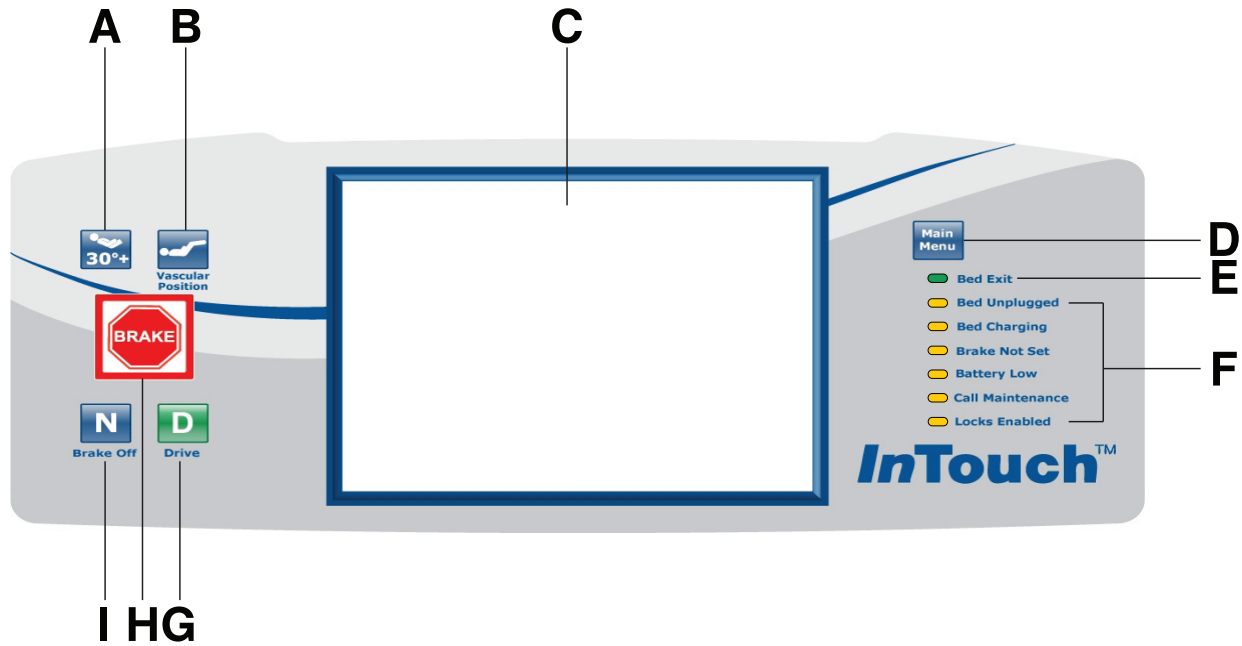 A
B
C
30°+
Vascular
Position
BRAKE
N
Brake Off
D
Drive
Main
Menu
D
Bed Exit
E
Bed Unplugged
Bed Charging
Brake Not Set
F
Battery Low
Call Maintenance
Locks Enabled
InTouch™
I
H
G